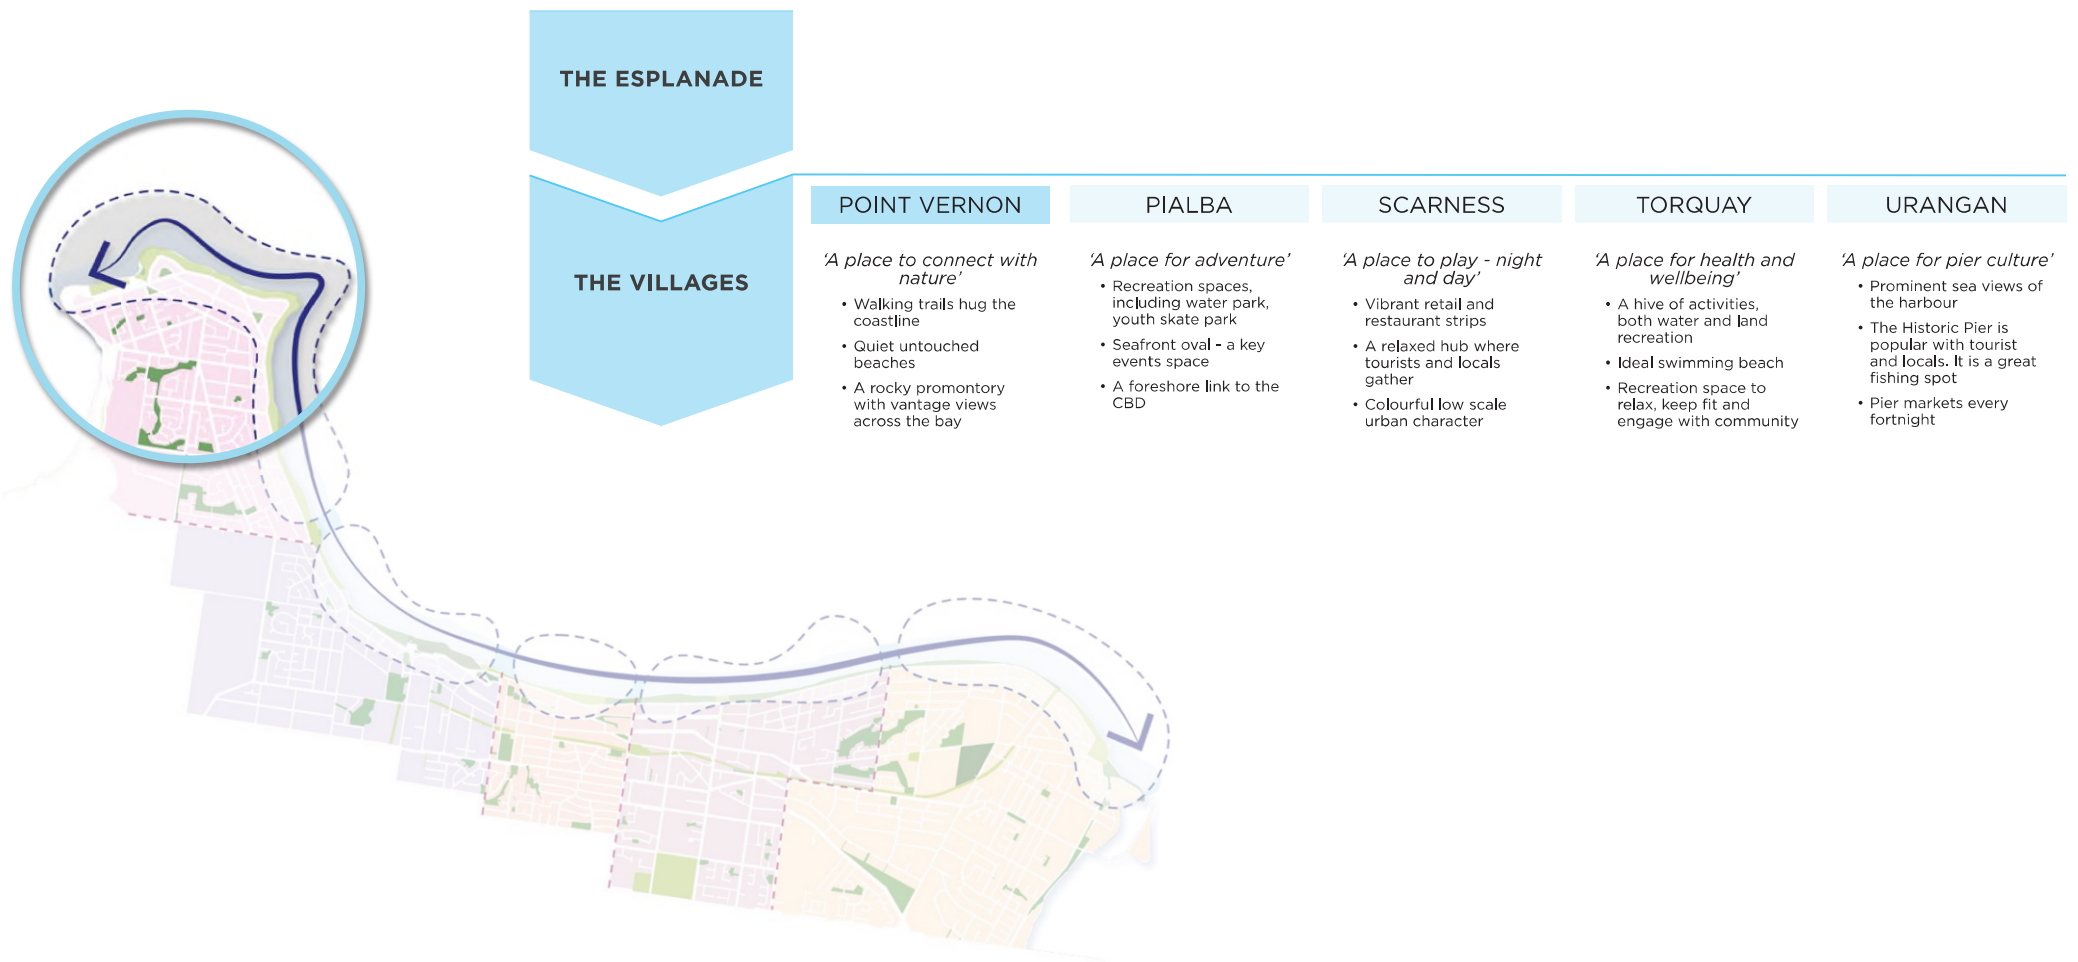 THE ESPLANADE
THE VILLAGES
POINT VERNON
'A place to connect with
nature'
• Walking trails hug the
coastline
• Quiet untouched
beaches
• A rocky promontory
with vantage views
across the bay
PIALBA
'A place for adventure'
• Recreation spaces,
including water park,
youth skate park
• Seafront oval - a key
events space
• A foreshore link to the
CBD
SCARNESS
'A place to play - night
and day'
• Vibrant retail and
restaurant strips
• A relaxed hub where
tourists and locals
gather
• Colourful low scale
urban character
TORQUAY
'A place for health and
wellbeing'
• A hive of activities,
both water and land
recreation
• Ideal swimming beach
• Recreation space to
relax, keep fit and
engage with community
URANGAN
'A place for pier culture'
• Prominent sea views of
the harbour
• The Historic Pier is
popular with tourist
and locals. It is a great
fishing spot
• Pier markets every
fortnight